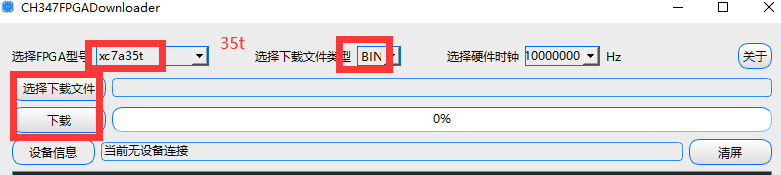 CH347FPGADownloader
35t
选择FPGA型号 xc7a35t 选择下载文件类型 BIN 选择硬件时钟 10000000 Hz 关于
选择下载文件
下载 0%
设备信息 当前无设备连接 清屏